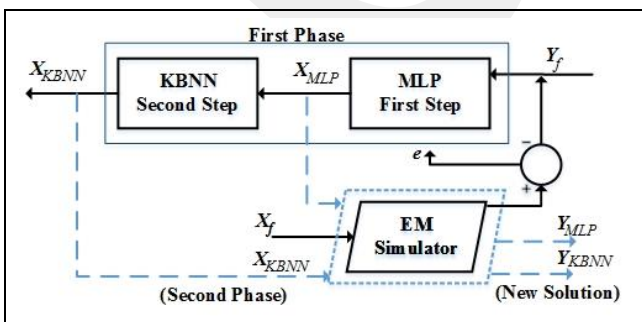 First Phase
X_KBNN
KBNN
Second Step
X_MLP
MLP
First Step
Y_f
−
e
+
X_f
EM
Simulator
Y_MLP
X_KBNN
Y_KBNN
(Second Phase)
(New Solution)